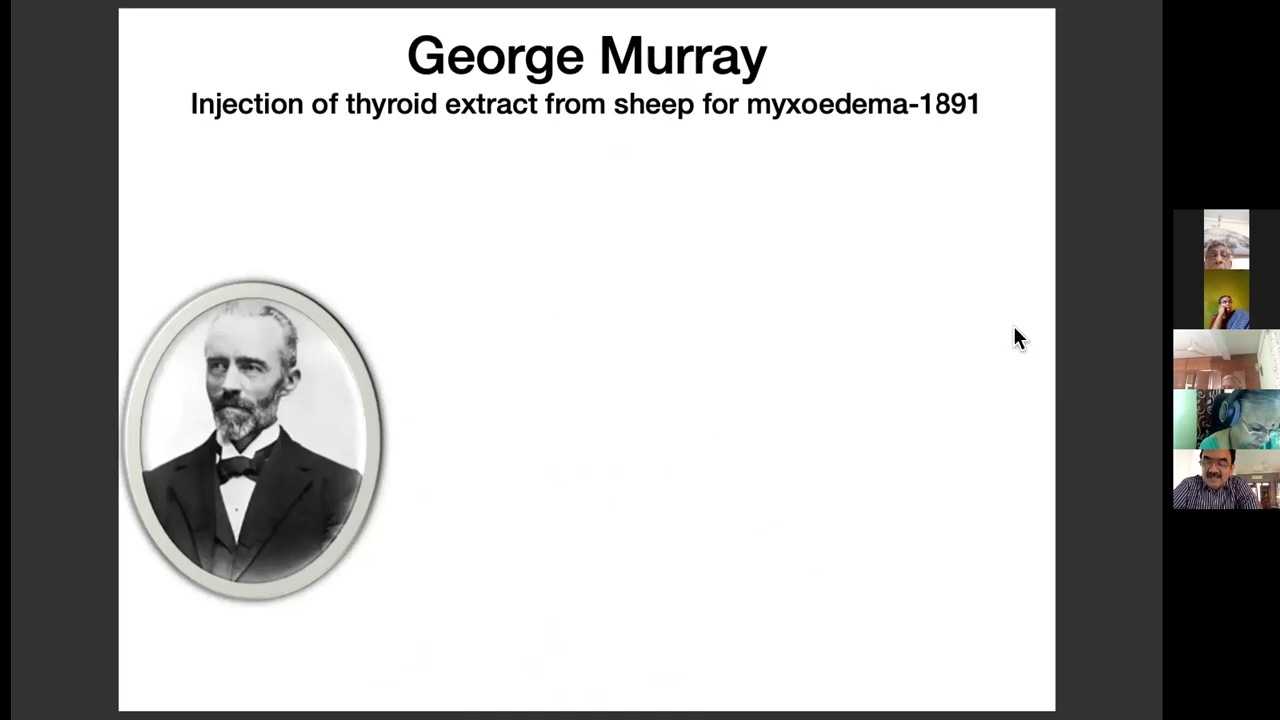 George Murray
Injection of thyroid extract from sheep for myxoedema-1891